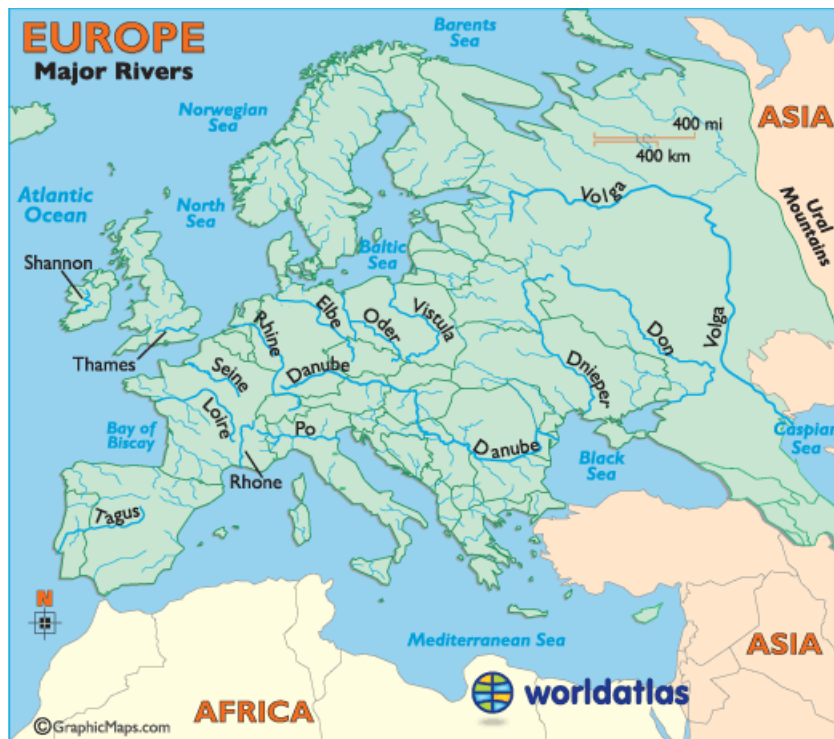 EUROPE
Major Rivers
Barents
Sea
Norwegian
Sea
ASIA
400 mi
400 km
Ural
Mountains
Atlantic
Ocean
North
Sea
Volga
Shannon
Baltic
Sea
Thames
Rhine
Elbe
Oder
Vistula
Dnieper
Don
Volga
Seine
Danube
Loire
Bay of
Biscay
Po
Danube
Rhone
Black
Sea
Caspian
Sea
Tagus
N
Mediterranean Sea
ASIA
AFRICA
worldatlas
©GraphicMaps.com